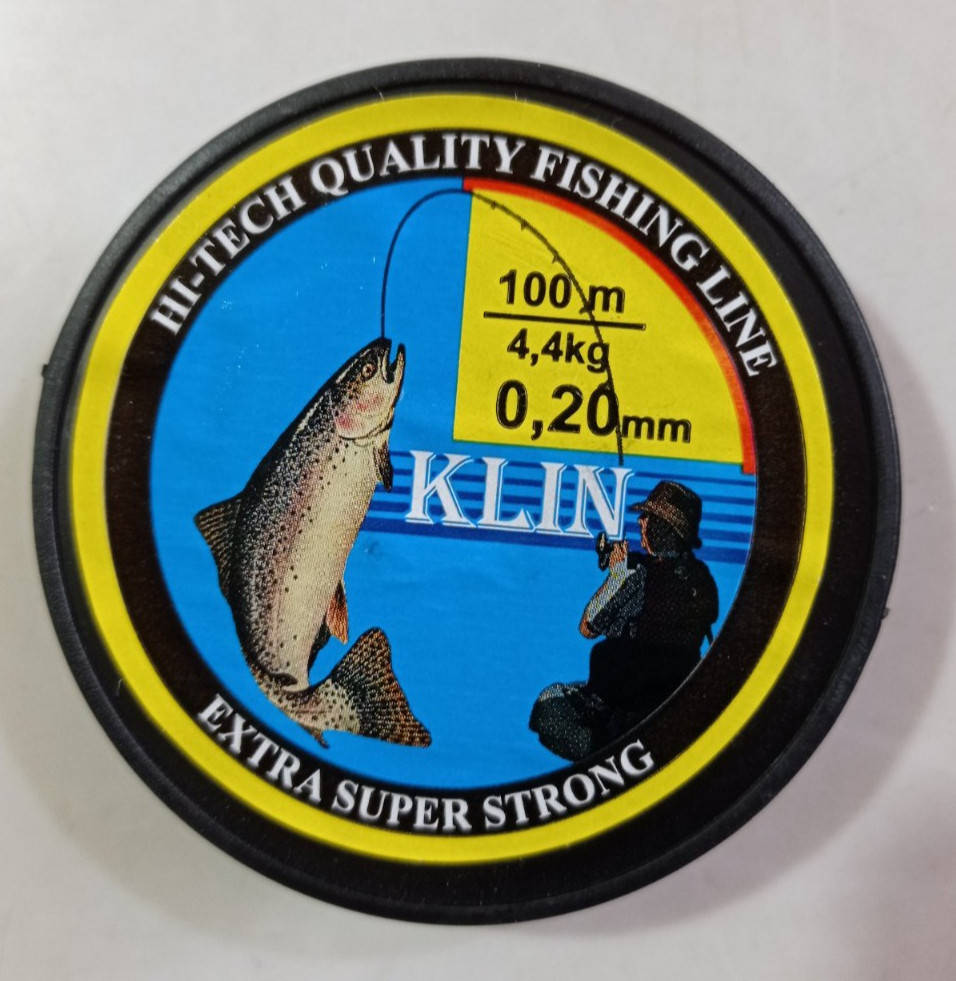 HI-TECH QUALITY FISHING LINE
100 m
4,4kg
0,20mm
KLIN
EXTRA SUPER STRONG